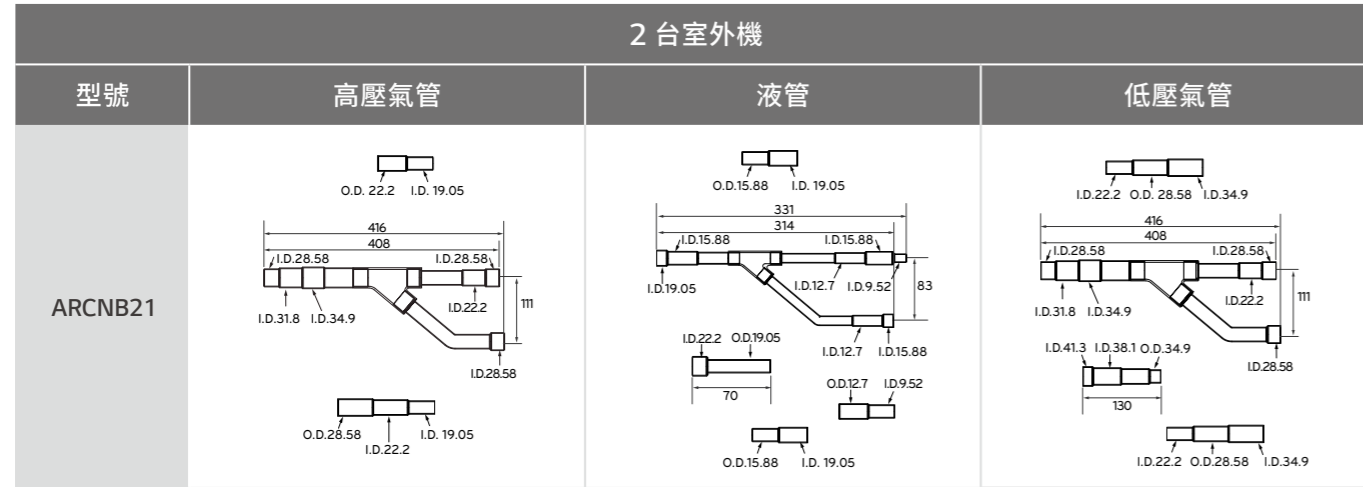 2 台室外機
型號 高壓氣管 液管 低壓氣管
ARCNB21
O.D. 22.2 I.D. 19.05
416
408
I.D.28.58 I.D.28.58
I.D.31.8 I.D.34.9 I.D.22.2 111
I.D.28.58
O.D.28.58 I.D.22.2 I.D. 19.05
O.D.15.88 I.D. 19.05
331
314
I.D.15.88 I.D.15.88
I.D.19.05 I.D.12.7 I.D.9.52 83
I.D.12.7 I.D.15.88
I.D.22.2 O.D.19.05
70
O.D.12.7 I.D.9.52
O.D.15.88 I.D. 19.05
I.D.22.2 O.D. 28.58 I.D.34.9
416
408
I.D.28.58 I.D.28.58
I.D.31.8 I.D.34.9 I.D.22.2 111
I.D.28.58
I.D.41.3 I.D.38.1 O.D.34.9
130
I.D.22.2 O.D.28.58 I.D.34.9